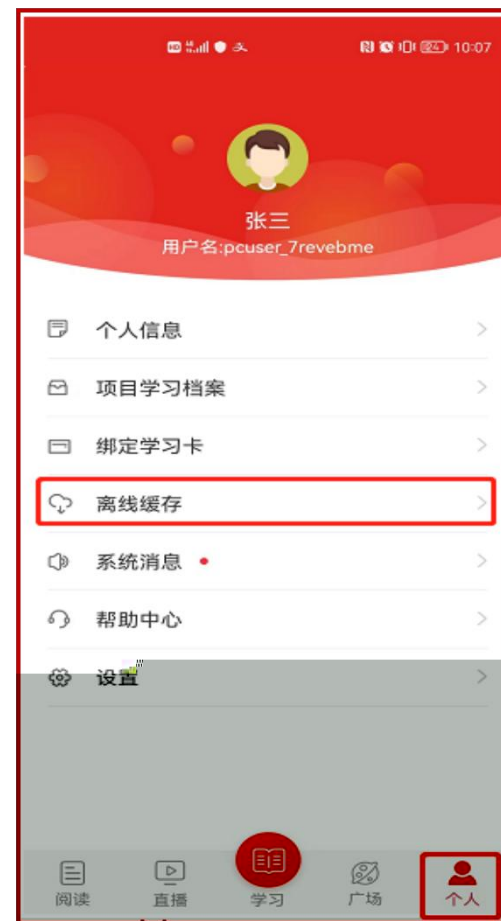 10:07
张三
用户名:pcuser_7revebme
个人信息
项目学习档案
绑定学习卡
离线缓存
系统消息
帮助中心
设置
阅读 直播 学习 广场 个人